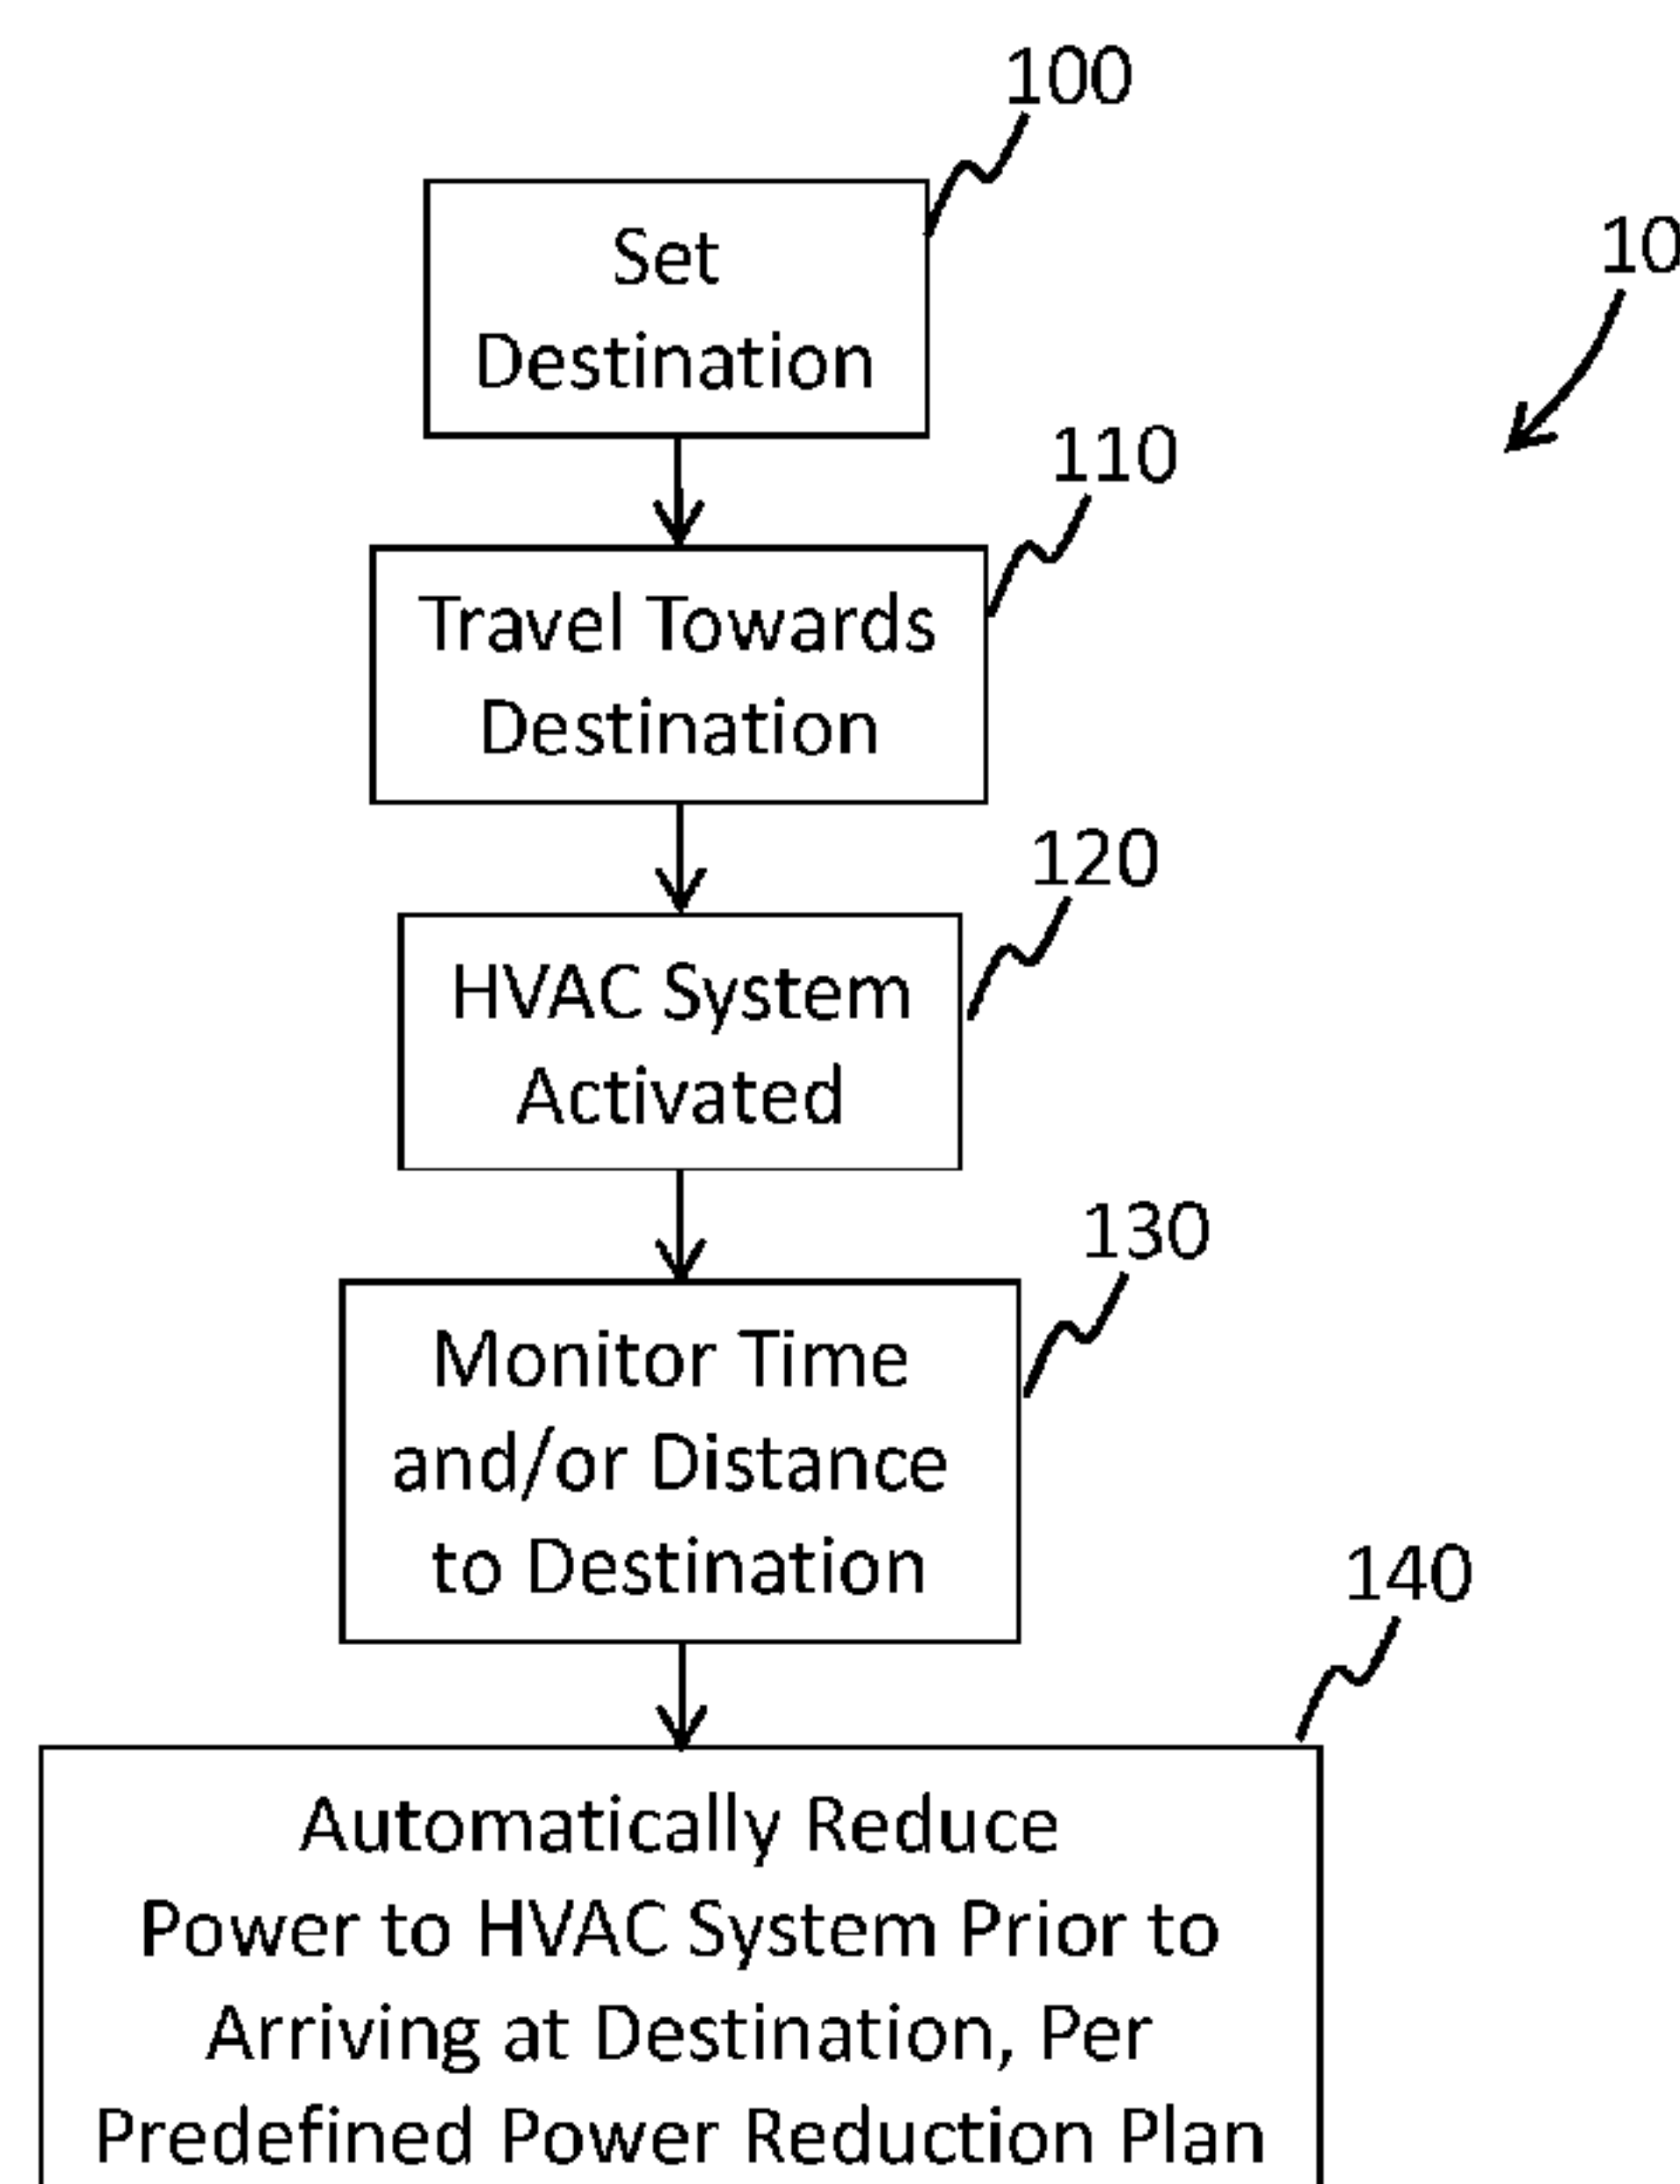 100
Set
Destination
10
110
Travel Towards
Destination
120
HVAC System
Activated
130
Monitor Time
and/or Distance
to Destination
140
Automatically Reduce
Power to HVAC System Prior to
Arriving at Destination, Per
Predefined Power Reduction Plan